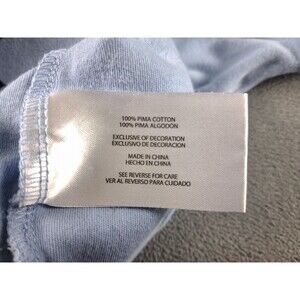 100% PIMA COTTON
100% PIMA ALGODÓN
EXCLUSIVE OF DECORATION
EXCLUSIVO DE DECORACION
MADE IN CHINA
HECHO EN CHINA
SEE REVERSE FOR CARE
VER AL REVERSO PARA CUIDADO